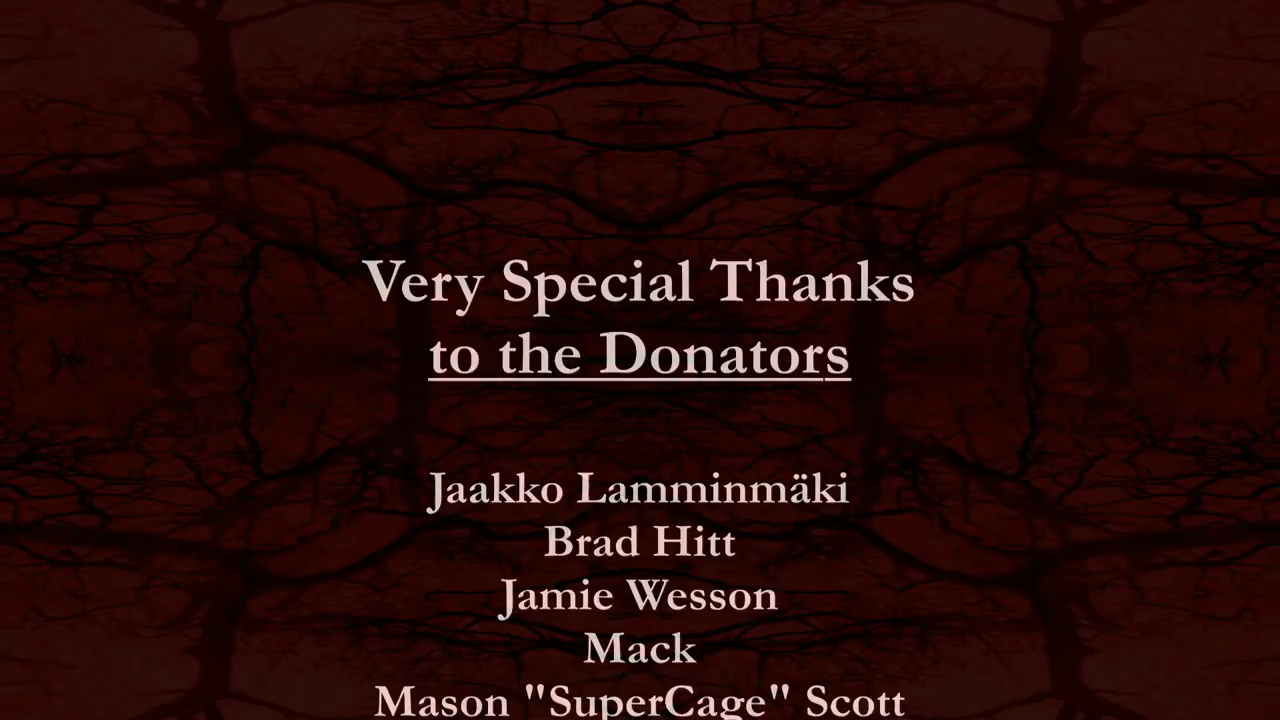 Very Special Thanks
to the Donators
Jaakko Lamminmäki
Brad Hitt
Jamie Wesson
Mack
Mason "SuperCage" Scott